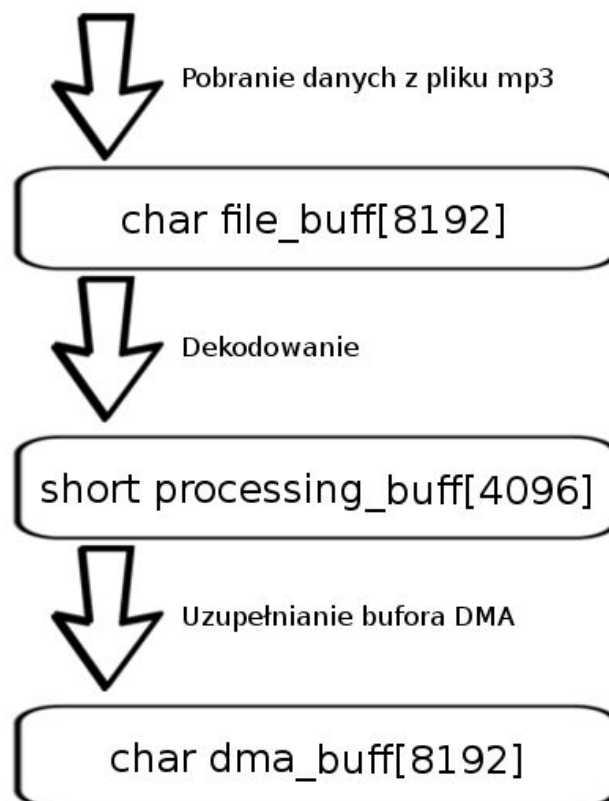 Pobranie danych z pliku mp3
char file_buff[8192]
Dekodowanie
short processing_buff[4096]
Uzupełnianie bufora DMA
char dma_buff[8192]